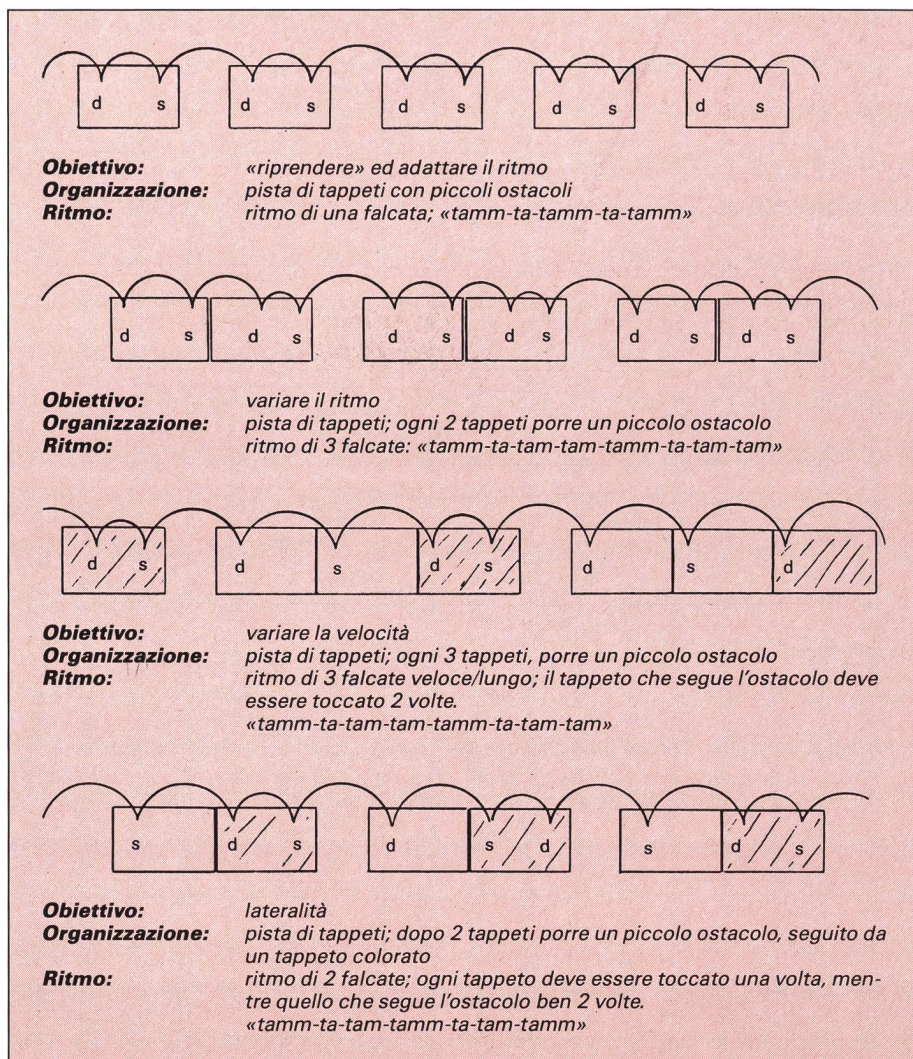 d s d s d s d s d s
Obiettivo: «riprendere» ed adattare il ritmo
Organizzazione: pista di tappeti con piccoli ostacoli
Ritmo: ritmo di una falcata; «tamm-ta-tamm-ta-tamm»
d s d s d s d s d s d s
Obiettivo: variare il ritmo
Organizzazione: pista di tappeti; ogni 2 tappeti porre un piccolo ostacolo
Ritmo: ritmo di 3 falcate: «tamm-ta-tam-tam-tamm-ta-tam-tam»
d s d s d s d s d
Obiettivo: variare la velocità
Organizzazione: pista di tappeti; ogni 3 tappeti, porre un piccolo ostacolo
Ritmo: ritmo di 3 falcate veloce/lungo; il tappeto che segue l'ostacolo deve
essere toccato 2 volte.
«tamm-ta-tam-tam-tamm-ta-tam-tam»
s d s d s d s d s
Obiettivo: lateralità
Organizzazione: pista di tappeti; dopo 2 tappeti porre un piccolo ostacolo, seguito da
un tappeto colorato
Ritmo: ritmo di 2 falcate; ogni tappeto deve essere toccato una volta, men-
tre quello che segue l'ostacolo ben 2 volte.
«tamm-ta-tam-tamm-ta-tam-tamm»